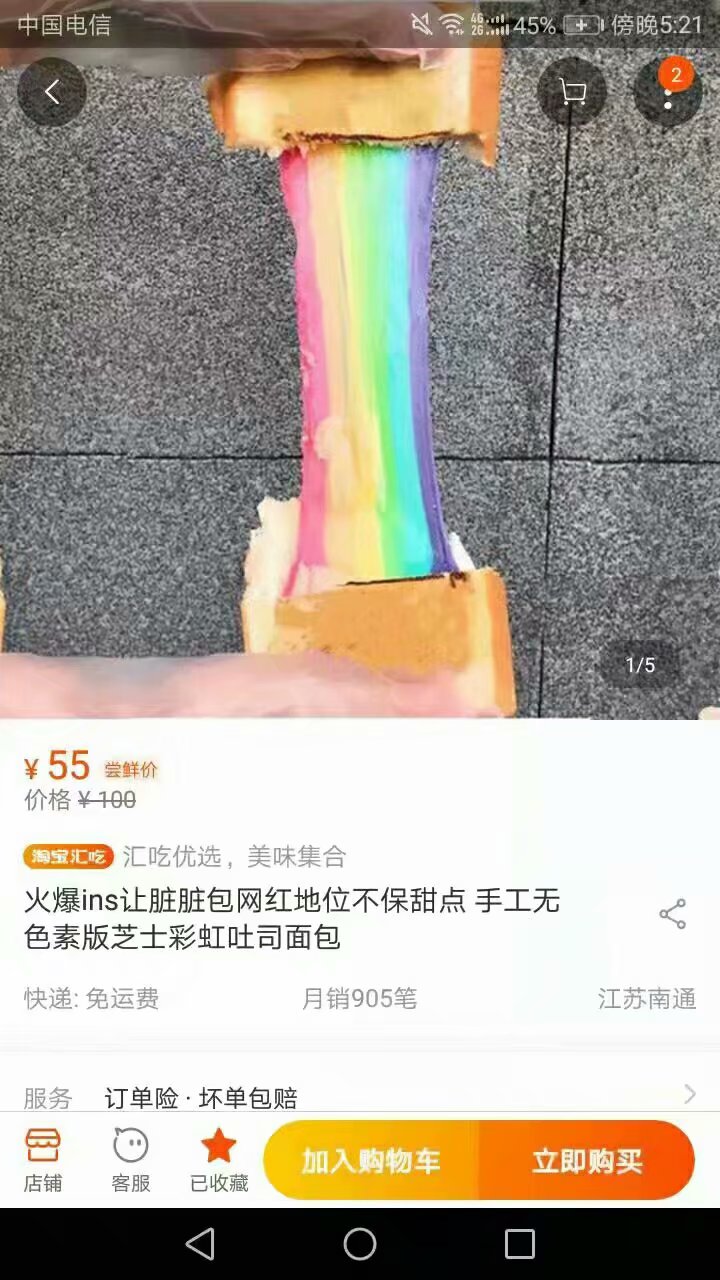 中国电信 4G 2G 45% 傍晚5:21
2
1/5
¥ 55 尝鲜价
价格 ¥ 100
淘宝汇吃 汇吃优选，美味集合
火爆ins让脏脏包网红地位不保甜点 手工无
色素版芝士彩虹吐司面包
快递: 免运费 月销905笔 江苏南通
服务 订单险 · 坏单包赔
店铺 客服 已收藏 加入购物车 立即购买